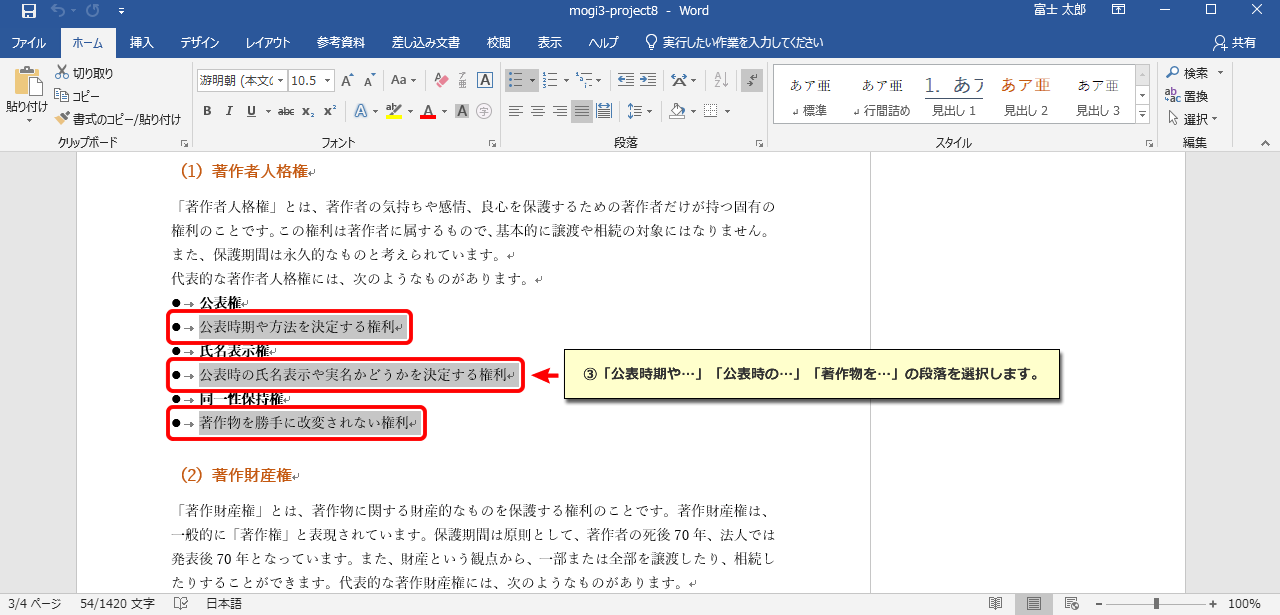 mogi3-project8 - Word
富士 太郎
ファイル ホーム 挿入 デザイン レイアウト 参考資料 差し込み文書 校閲 表示 ヘルプ 実行したい作業を入力してください 共有
貼り付け
切り取り
コピー
書式のコピー/貼り付け
クリップボード
游明朝 (本文の 10.5
フォント
段落
あア亜 あア亜 1. あア あア亜 あア亜
標準 行間詰め 見出し 1 見出し 2 見出し 3
スタイル
検索
置換
選択
編集
（1）著作者人格権
「著作者人格権」とは、著作者の気持ちや感情、良心を保護するための著作者だけが持つ固有の
権利のことです。この権利は著作者に属するもので、基本的に譲渡や相続の対象にはなりません。
また、保護期間は永久的なものと考えられています。
代表的な著作者人格権には、次のようなものがあります。
● 公表権
● 公表時期や方法を決定する権利
● 氏名表示権
● 公表時の氏名表示や実名かどうかを決定する権利
● 同一性保持権
● 著作物を勝手に改変されない権利
③「公表時期や…」「公表時の…」「著作物を…」の段落を選択します。
（2）著作財産権
「著作財産権」とは、著作物に関する財産的なものを保護する権利のことです。著作財産権は、
一般的に「著作権」と表現されています。保護期間は原則として、著作者の死後 70 年、法人では
発表後 70 年となっています。また、財産という観点から、一部または全部を譲渡したり、相続し
たりすることができます。代表的な著作財産権には、次のようなものがあります。
3/4 ページ 54/1420 文字 日本語 100%